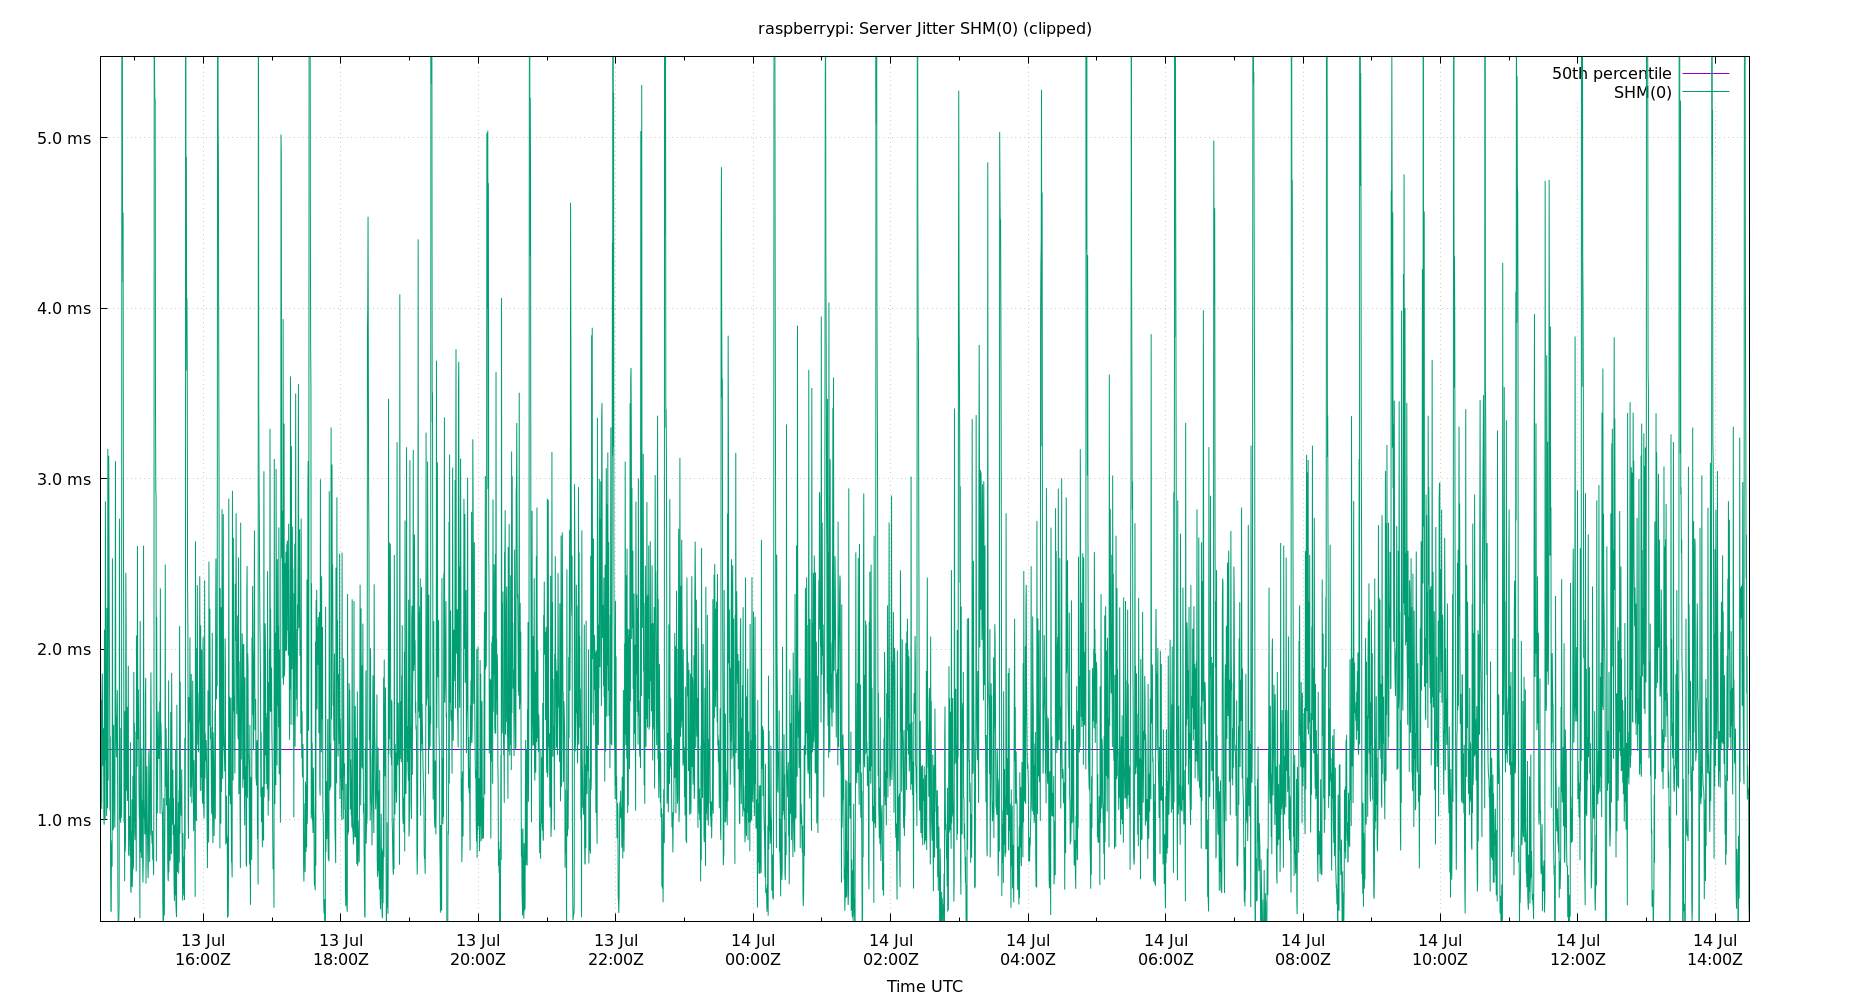 raspberrypi: Server Jitter SHM(0) (clipped)
50th percentile
SHM(0)
5.0 ms
4.0 ms
3.0 ms
2.0 ms
1.0 ms
13 Jul 13 Jul 13 Jul 13 Jul 14 Jul 14 Jul 14 Jul 14 Jul 14 Jul 14 Jul 14 Jul 14 Jul
16:00Z 18:00Z 20:00Z 22:00Z 00:00Z 02:00Z 04:00Z 06:00Z 08:00Z 10:00Z 12:00Z 14:00Z
Time UTC